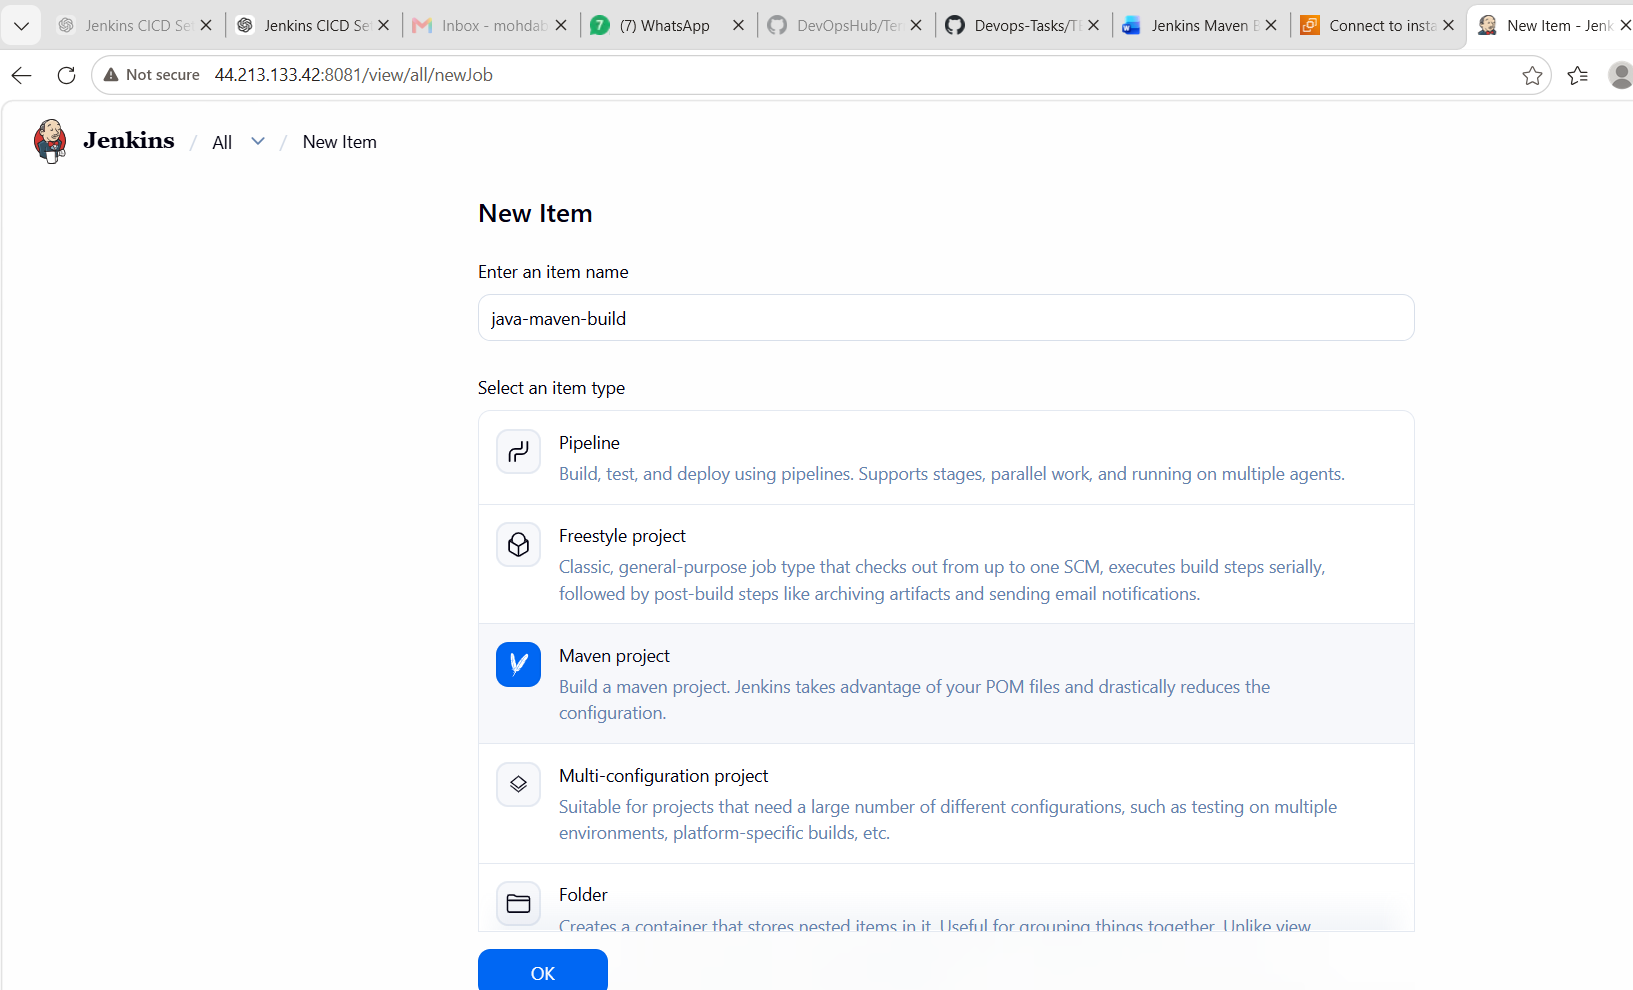 Jenkins CICD Set
Jenkins CICD Set
Inbox - mohdab
7 (7) WhatsApp
DevOpsHub/Ter
Devops-Tasks/T
Jenkins Maven
Connect to insta
New Item - Jenk
Not secure 44.213.133.42:8081/view/all/newJob
Jenkins / All / New Item
New Item
Enter an item name
java-maven-build
Select an item type
Pipeline
Build, test, and deploy using pipelines. Supports stages, parallel work, and running on multiple agents.
Freestyle project
Classic, general-purpose job type that checks out from up to one SCM, executes build steps serially,
followed by post-build steps like archiving artifacts and sending email notifications.
Maven project
Build a maven project. Jenkins takes advantage of your POM files and drastically reduces the
configuration.
Multi-configuration project
Suitable for projects that need a large number of different configurations, such as testing on multiple
environments, platform-specific builds, etc.
Folder
Creates a container that stores nested items in it. Useful for grouping things together. Unlike view
OK